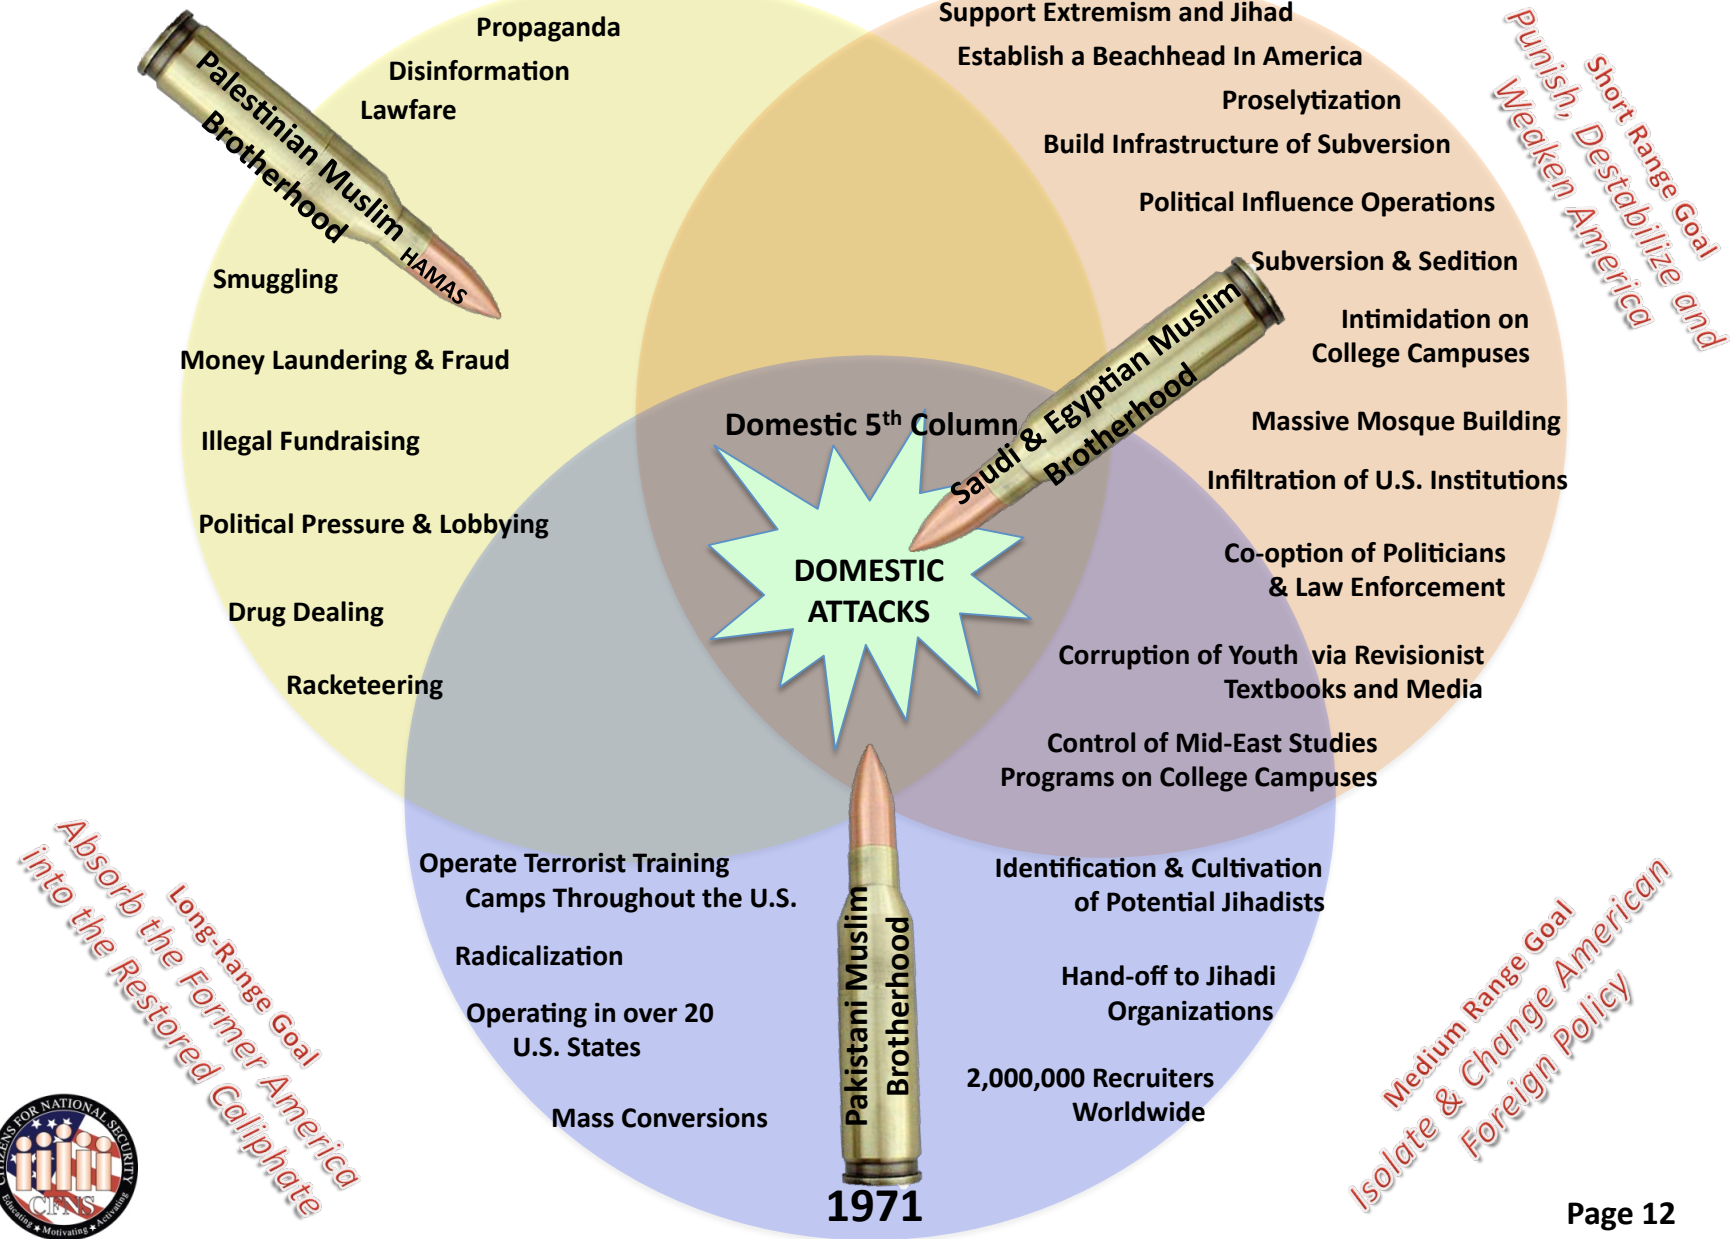 Propaganda
Disinformation
Lawfare
Palestinian Muslim
Brotherhood
HAMAS
Smuggling
Money Laundering & Fraud
Illegal Fundraising
Political Pressure & Lobbying
Drug Dealing
Racketeering
Support Extremism and Jihad
Establish a Beachhead In America
Proselytization
Build Infrastructure of Subversion
Political Influence Operations
Subversion & Sedition
Intimidation on
College Campuses
Massive Mosque Building
Infiltration of U.S. Institutions
Co-option of Politicians
& Law Enforcement
Corruption of Youth via Revisionist
Textbooks and Media
Control of Mid-East Studies
Programs on College Campuses
Saudi & Egyptian Muslim
Brotherhood
Short Range Goal
Punish, Destabilize and
Weaken America
Domestic 5th Column
DOMESTIC
ATTACKS
Operate Terrorist Training
Camps Throughout the U.S.
Radicalization
Operating in over 20
U.S. States
Mass Conversions
Pakistani Muslim
Brotherhood
1971
Identification & Cultivation
of Potential Jihadists
Hand-off to Jihadi
Organizations
2,000,000 Recruiters
Worldwide
Long-Range Goal
Absorb the Former America
into the Restored Caliphate
Medium Range Goal
Isolate & Change American
Foreign Policy
FOR NATIONAL SECURITY
CFNS
Educating ★ Motivating ★ Activating
Page 12